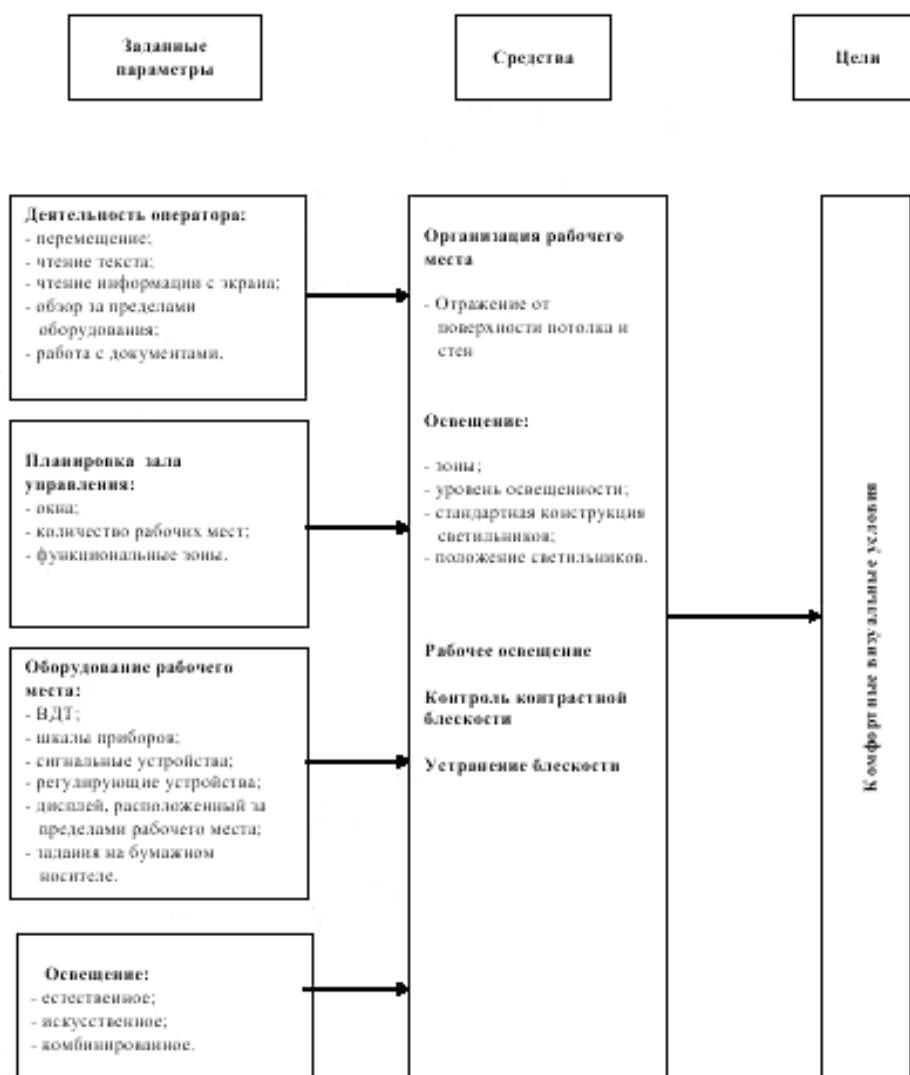 Заданные
параметры
Средства
Цели
Деятельность оператора:
- перемещение;
- чтение текста;
- чтение информации с экрана;
- обзор за пределами
оборудования;
- работа с документами.
Планировка зала
управления:
- окна;
- количество рабочих мест;
- функциональные зоны.
Оборудование рабочего
места:
- ВДТ;
- шкалы приборов;
- сигнальные устройства;
- регулирующие устройства;
- дисплей, расположенный за
пределами рабочего места;
- задания на бумажном
носителе.
Освещение:
- естественное;
- искусственное;
- комбинированное.
Организация рабочего
места
- Отражение от
поверхности потолка и
стен
Освещение:
- зоны;
- уровень освещенности;
- стандартная конструкция
светильников;
- положение светильников.
Рабочее освещение
Контроль контрастной
блескости
Устранение блескости
Комфортные визуальные условия